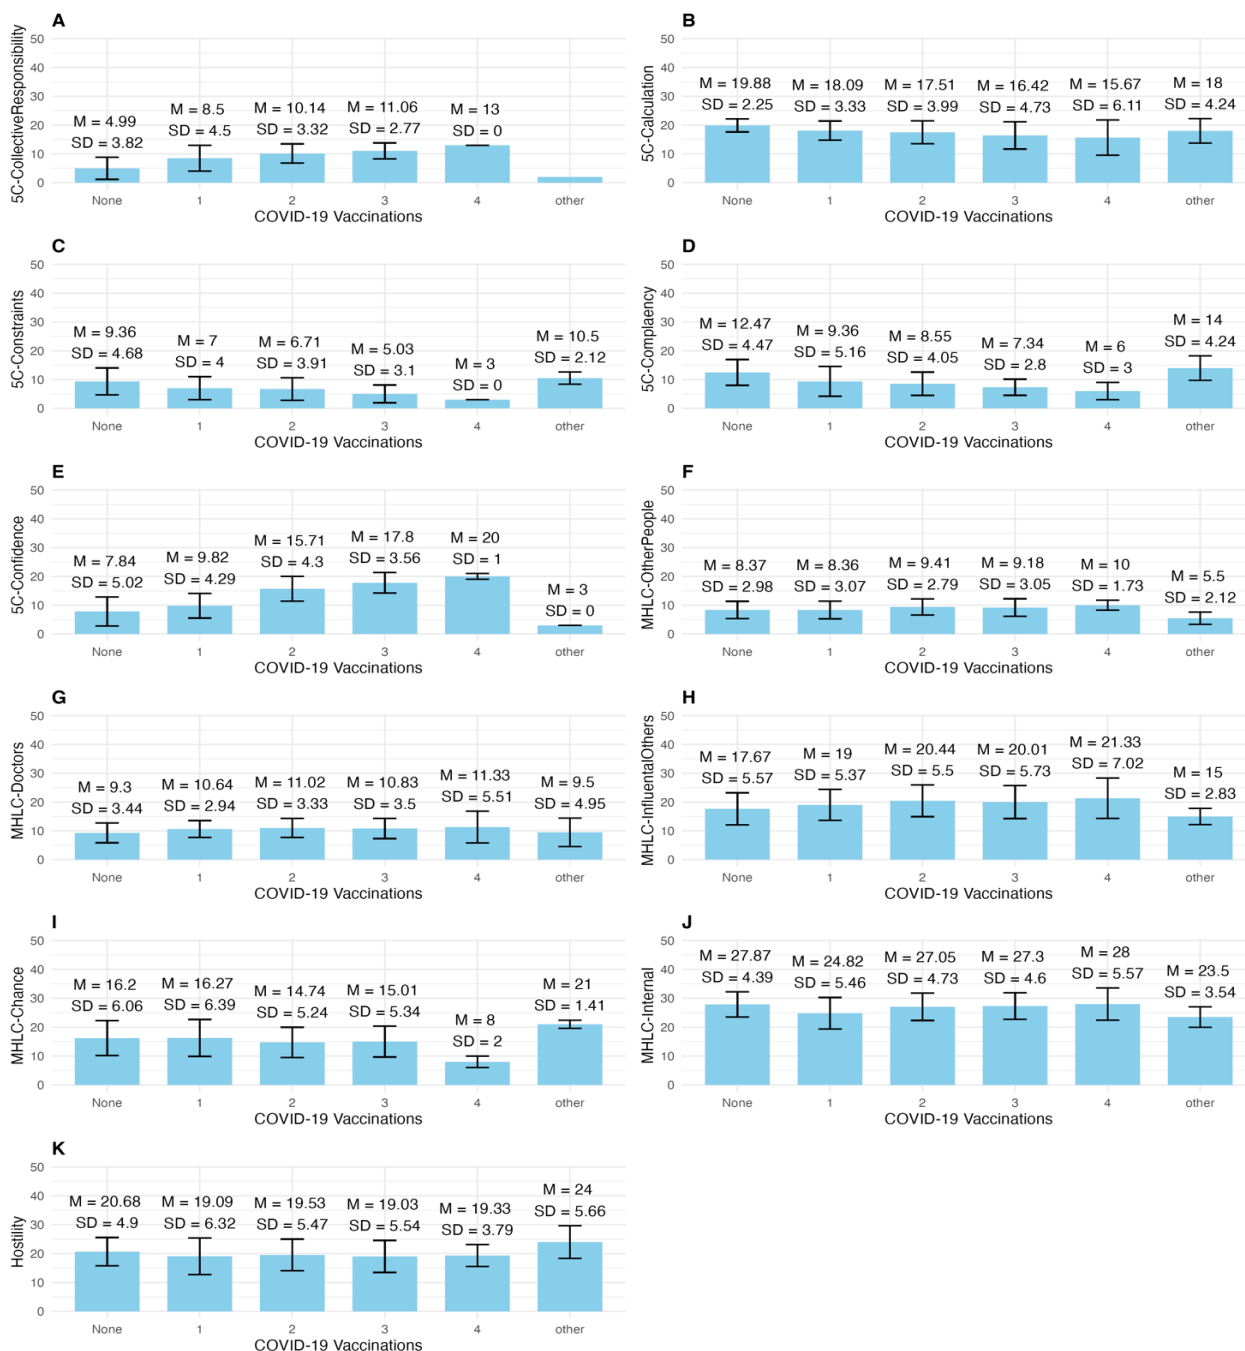 A
5C-CollectiveResponsibility
50
40
30
20
10
0
M = 4.99
SD = 3.82
M = 8.5
SD = 4.5
M = 10.14
SD = 3.32
M = 11.06
SD = 2.77
M = 13
SD = 0
None 1 2 3 4 other
COVID-19 Vaccinations
B
5C-Calculation
50
40
30
20
10
0
M = 19.88
SD = 2.25
M = 18.09
SD = 3.33
M = 17.51
SD = 3.99
M = 16.42
SD = 4.73
M = 15.67
SD = 6.11
M = 18
SD = 4.24
None 1 2 3 4 other
COVID-19 Vaccinations
C
5C-Constraints
50
40
30
20
10
0
M = 9.36
SD = 4.68
M = 7
SD = 4
M = 6.71
SD = 3.91
M = 5.03
SD = 3.1
M = 3
SD = 0
M = 10.5
SD = 2.12
None 1 2 3 4 other
COVID-19 Vaccinations
D
5C-Complaency
50
40
30
20
10
0
M = 12.47
SD = 4.47
M = 9.36
SD = 5.16
M = 8.55
SD = 4.05
M = 7.34
SD = 2.8
M = 6
SD = 3
M = 14
SD = 4.24
None 1 2 3 4 other
COVID-19 Vaccinations
E
5C-Confidence
50
40
30
20
10
0
M = 7.84
SD = 5.02
M = 9.82
SD = 4.29
M = 15.71
SD = 4.3
M = 17.8
SD = 3.56
M = 20
SD = 1
M = 3
SD = 0
None 1 2 3 4 other
COVID-19 Vaccinations
F
MHLC-OtherPeople
50
40
30
20
10
0
M = 8.37
SD = 2.98
M = 8.36
SD = 3.07
M = 9.41
SD = 2.79
M = 9.18
SD = 3.05
M = 10
SD = 1.73
M = 5.5
SD = 2.12
None 1 2 3 4 other
COVID-19 Vaccinations
G
MHLC-Doctors
50
40
30
20
10
0
M = 9.3
SD = 3.44
M = 10.64
SD = 2.94
M = 11.02
SD = 3.33
M = 10.83
SD = 3.5
M = 11.33
SD = 5.51
M = 9.5
SD = 4.95
None 1 2 3 4 other
COVID-19 Vaccinations
H
MHLC-InfluentalOthers
50
40
30
20
10
0
M = 17.67
SD = 5.57
M = 19
SD = 5.37
M = 20.44
SD = 5.5
M = 20.01
SD = 5.73
M = 21.33
SD = 7.02
M = 15
SD = 2.83
None 1 2 3 4 other
COVID-19 Vaccinations
I
MHLC-Chance
50
40
30
20
10
0
M = 16.2
SD = 6.06
M = 16.27
SD = 6.39
M = 14.74
SD = 5.24
M = 15.01
SD = 5.34
M = 8
SD = 2
M = 21
SD = 1.41
None 1 2 3 4 other
COVID-19 Vaccinations
J
MHLC-Internal
50
40
30
20
10
0
M = 27.87
SD = 4.39
M = 24.82
SD = 5.46
M = 27.05
SD = 4.73
M = 27.3
SD = 4.6
M = 28
SD = 5.57
M = 23.5
SD = 3.54
None 1 2 3 4 other
COVID-19 Vaccinations
K
Hostility
50
40
30
20
10
0
M = 20.68
SD = 4.9
M = 19.09
SD = 6.32
M = 19.53
SD = 5.47
M = 19.03
SD = 5.54
M = 19.33
SD = 3.79
M = 24
SD = 5.66
None 1 2 3 4 other
COVID-19 Vaccinations